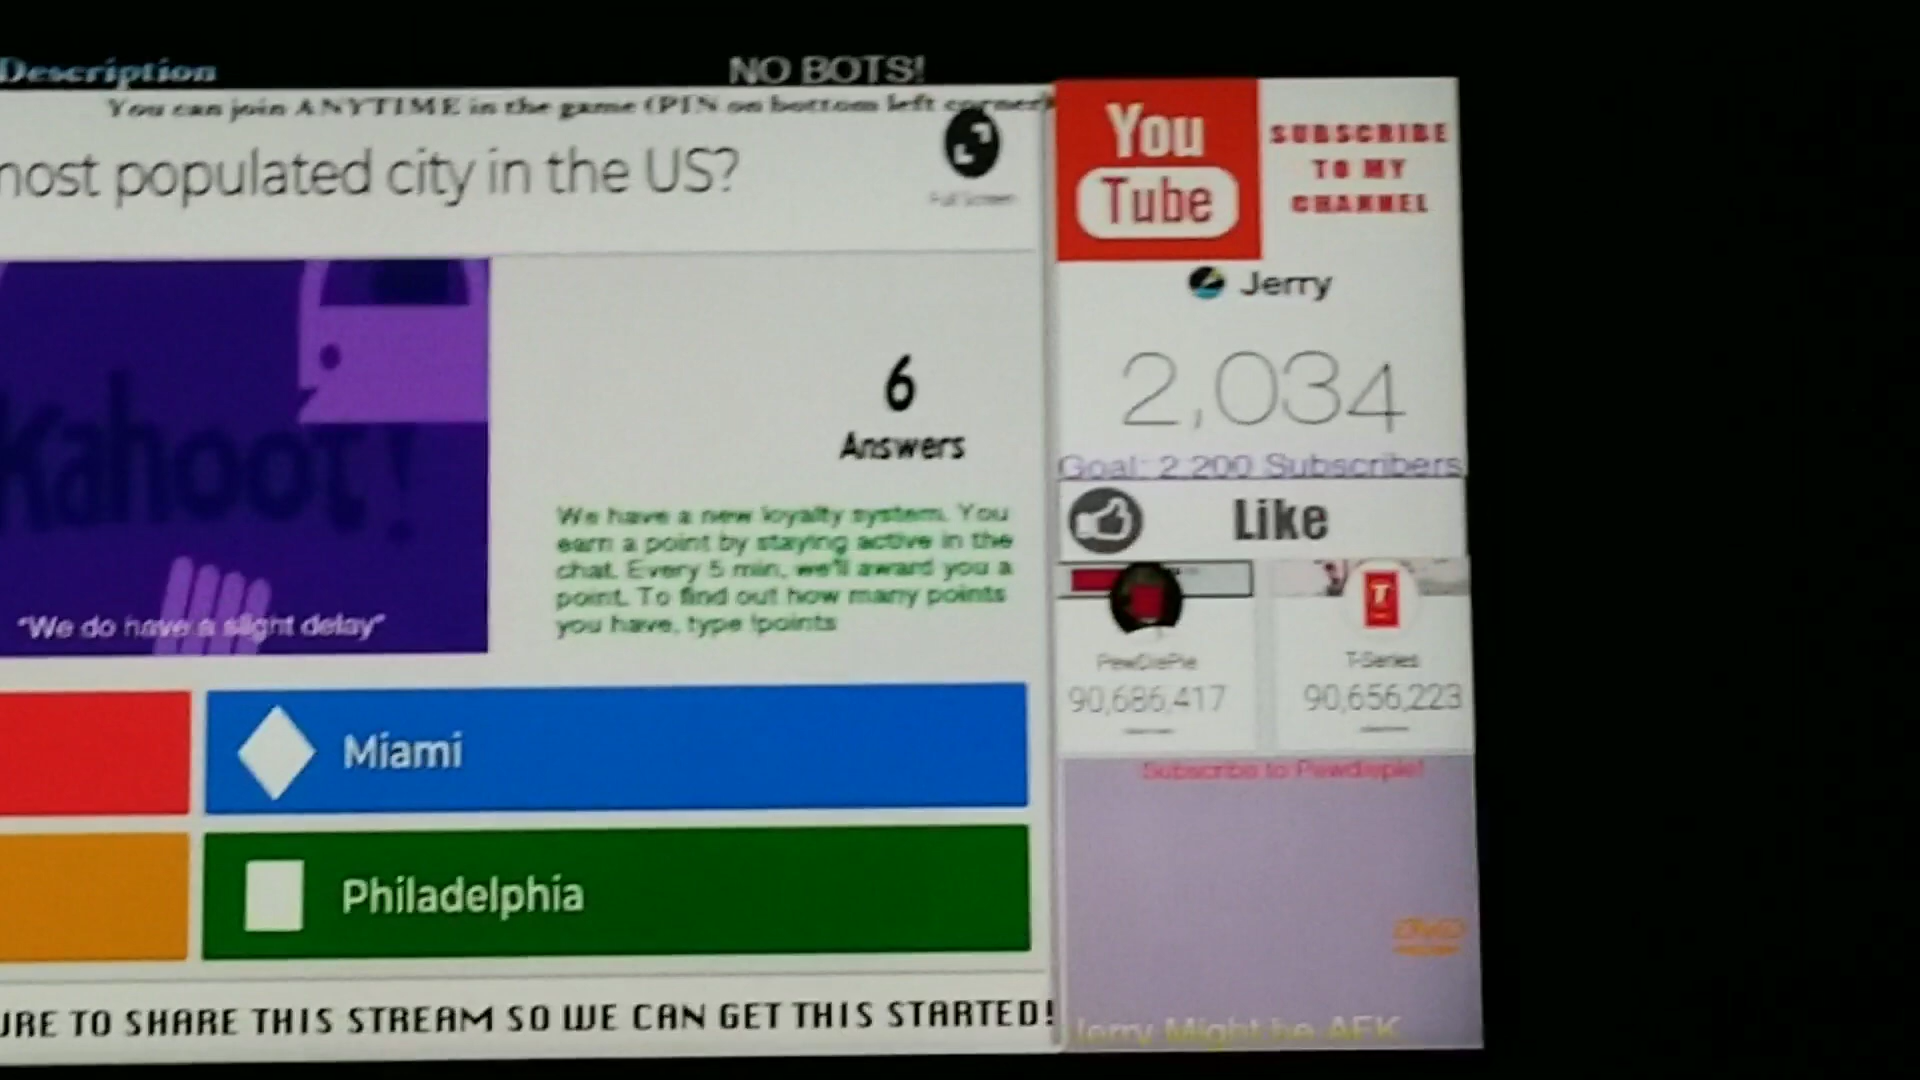 Description
NO BOTS!
You can join ANYTIME in the game (PIN on bottom left corner)
most populated city in the US?
Full Screen
You
Tube
SUBSCRIBE
TO MY
CHANNEL
Jerry
2,034
Goal: 2,200 Subscribers
Like
6
Answers
Kahoot!
"We do have a slight delay"
We have a new loyalty system. You
earn a point by staying active in the
chat. Every 5 min, we'll award you a
point. To find out how many points
you have, type !points
PewDiePie
90,686,417
T-Series
90,656,223
Subscribe to Pewdiepie!
Miami
Philadelphia
URE TO SHARE THIS STREAM SO WE CAN GET THIS STARTED!
Jerry Might be AFK